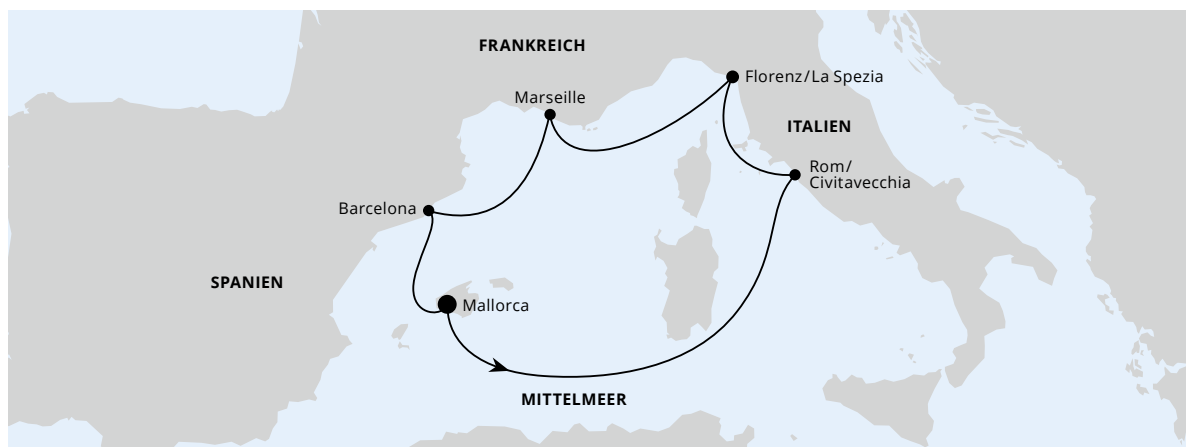 FRANKREICH
Florenz/La Spezia
Marseille
ITALIEN
Rom/
Civitavecchia
Barcelona
SPANIEN
Mallorca
MITTELMEER